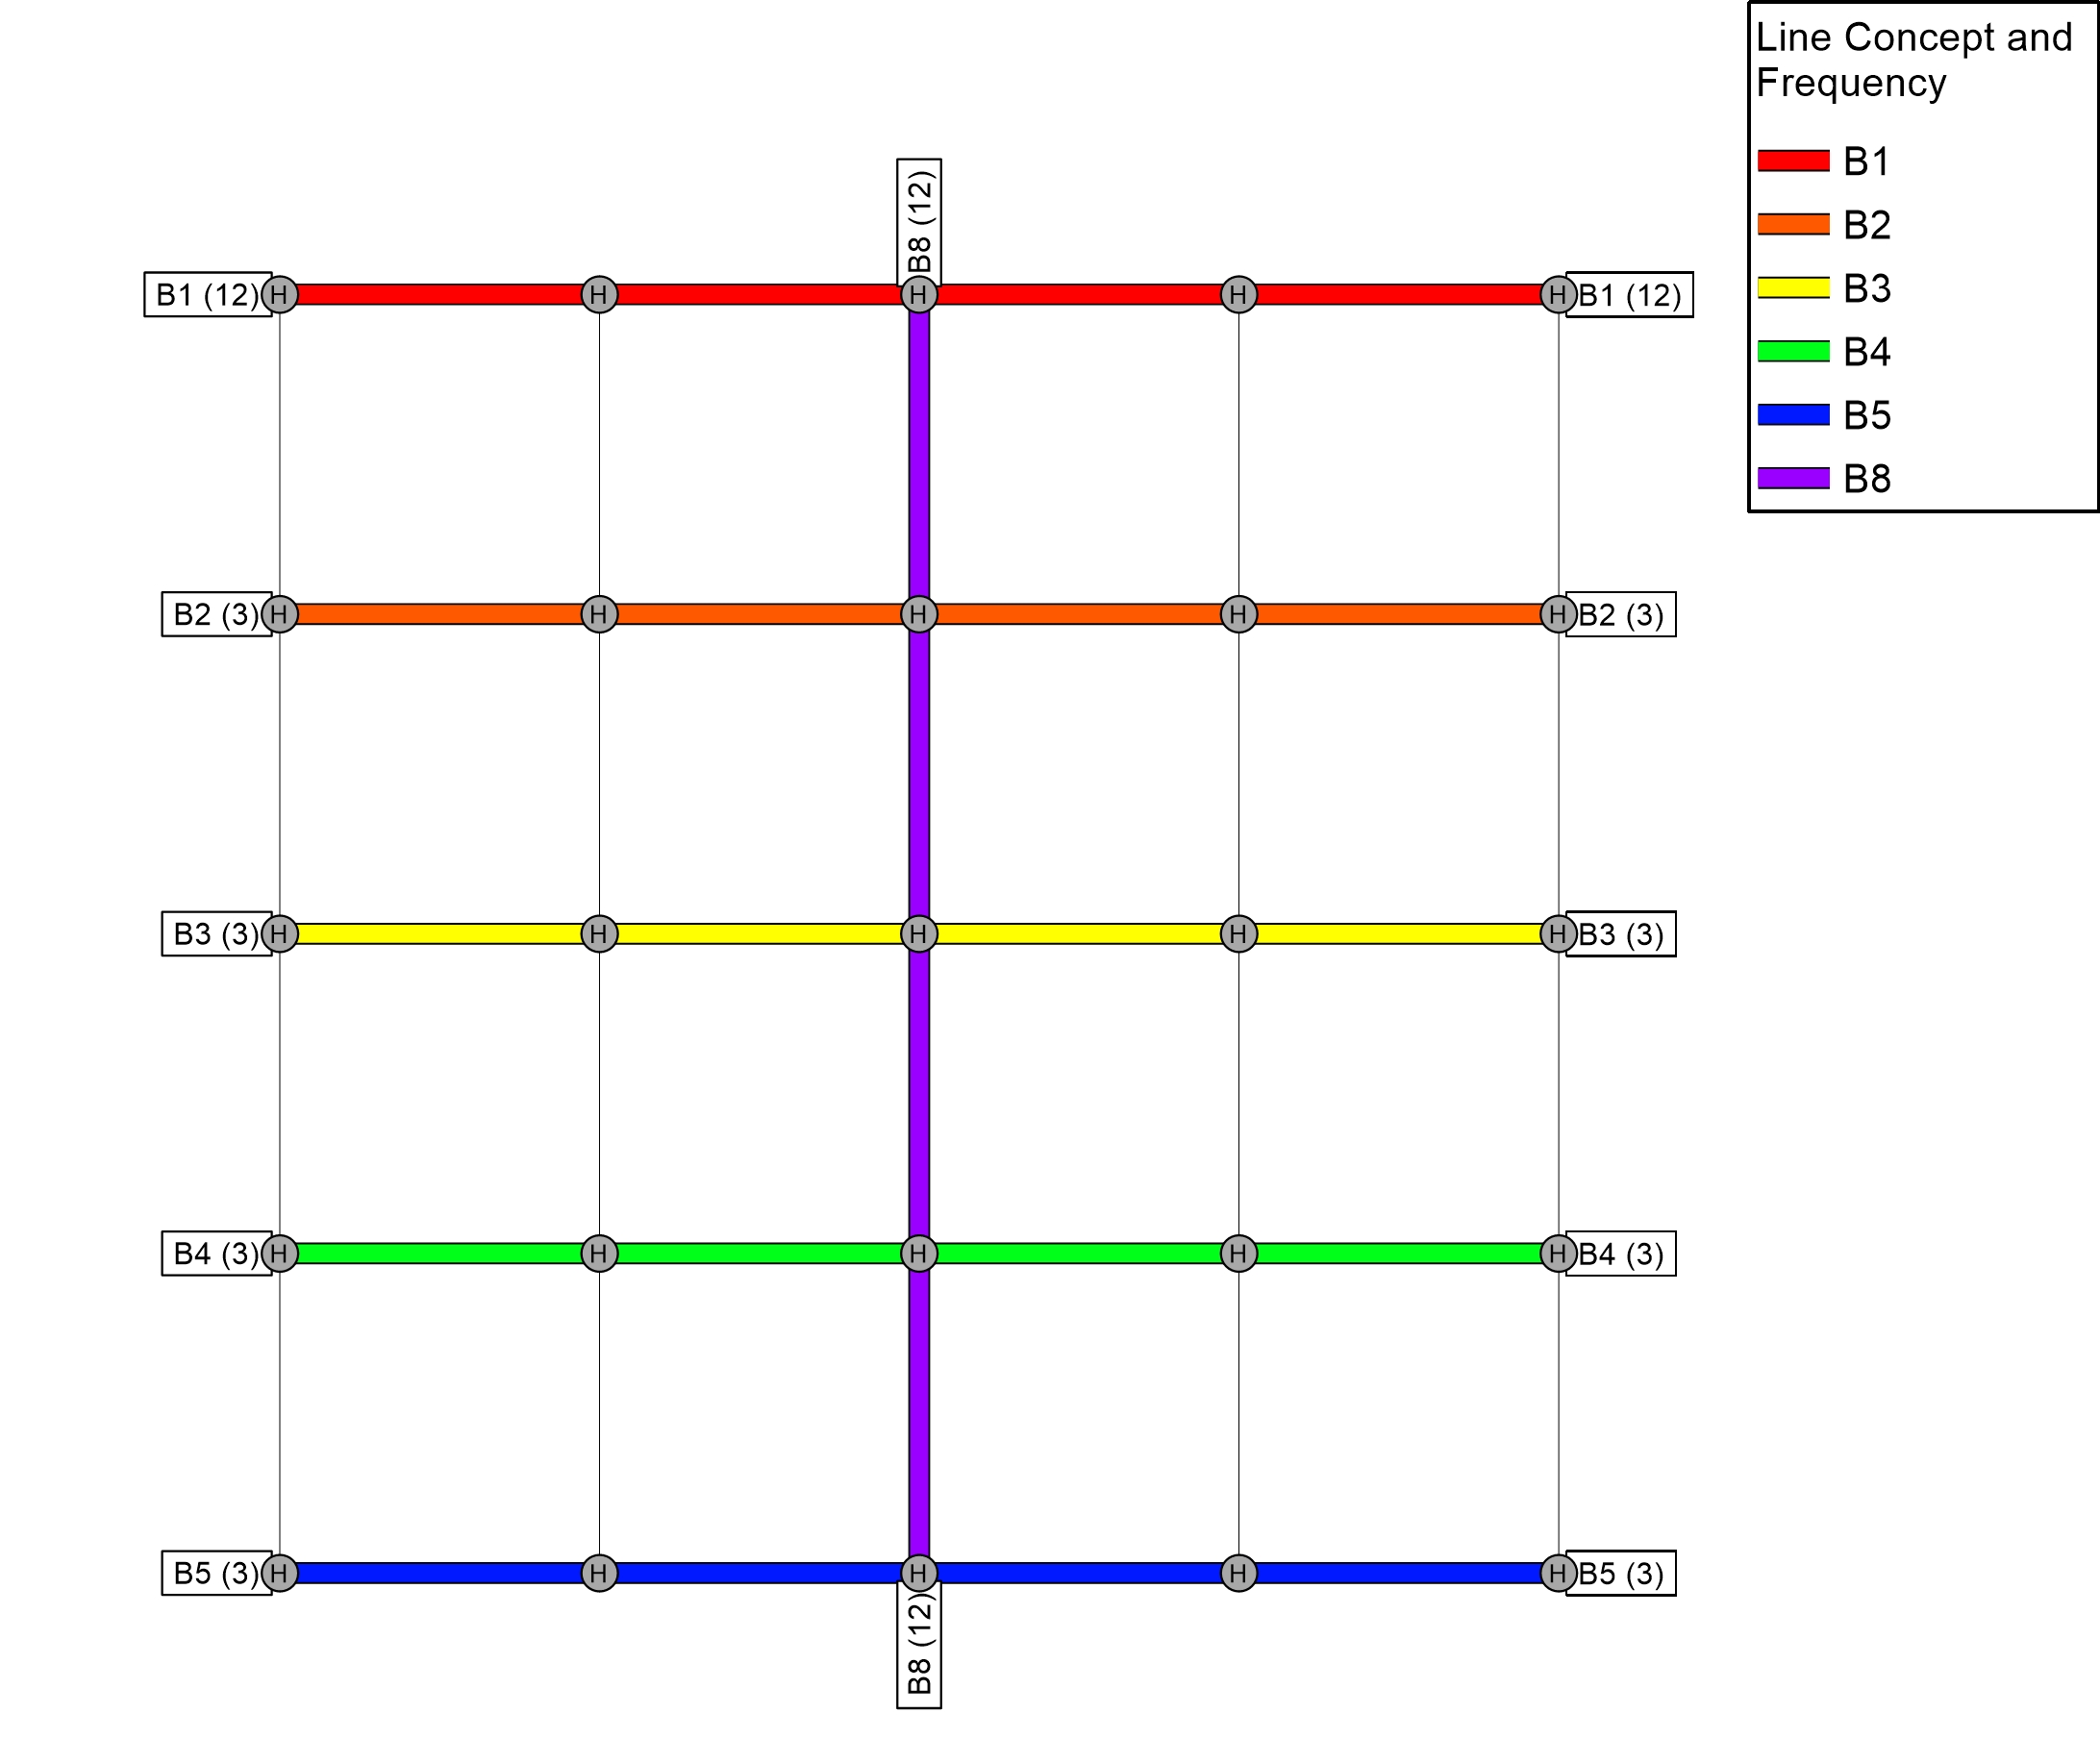 Line Concept and
Frequency
B1
B2
B3
B4
B5
B8
B8 (12)
B1 (12) H H H H H B1 (12)
B2 (3) H H H H H B2 (3)
B3 (3) H H H H H B3 (3)
B4 (3) H H H H H B4 (3)
B5 (3) H H H H H B5 (3)
B8 (12)